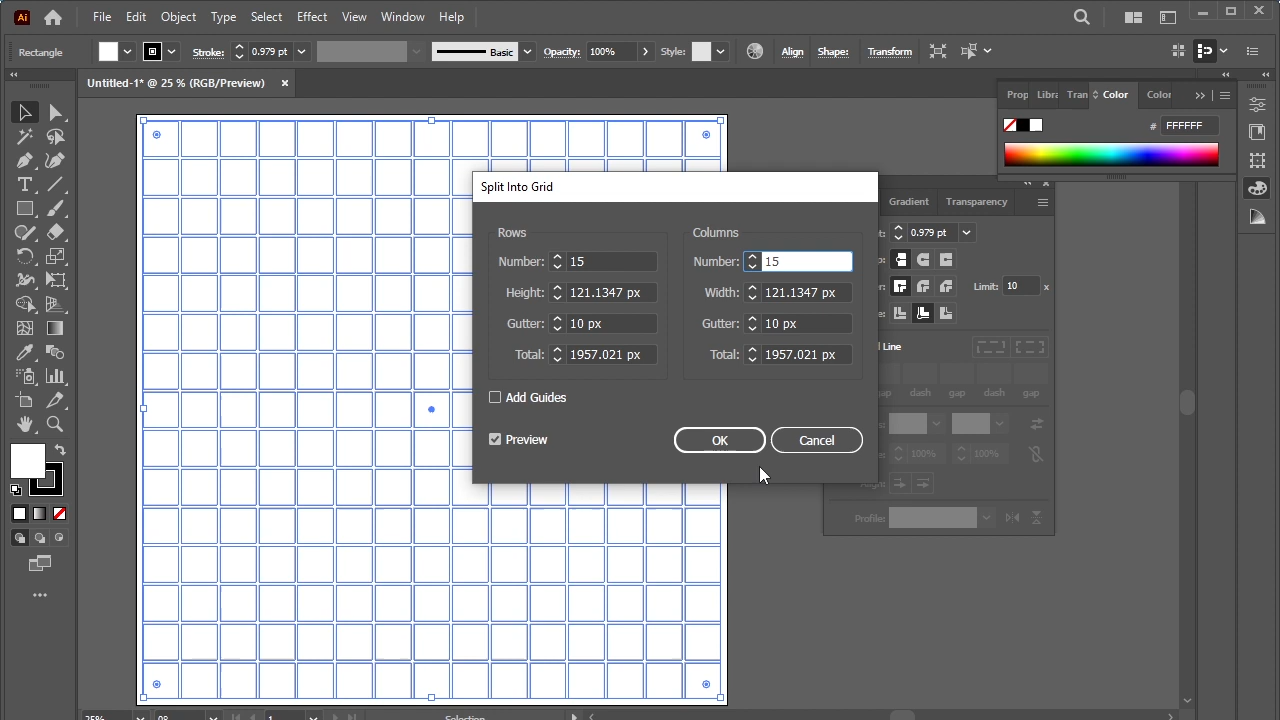 Ai File Edit Object Type Select Effect View Window Help
Rectangle Stroke: 0.979 pt Basic Opacity: 100% Style: Align Shape: Transform
Untitled-1* @ 25 % (RGB/Preview) ×
Prop Libra Tran Color Color
# FFFFFF
Split Into Grid
Gradient Transparency
Rows Columns
0.979 pt
Number: 15 Number: 15
Height: 121.1347 px Width: 121.1347 px
Limit: 10 x
Gutter: 10 px Gutter: 10 px
Total: 1957.021 px Total: 1957.021 px
Line
dash gap dash gap
Add Guides
Preview OK Cancel
100% 100%
Align:
Profile:
25% 08 1 Selection